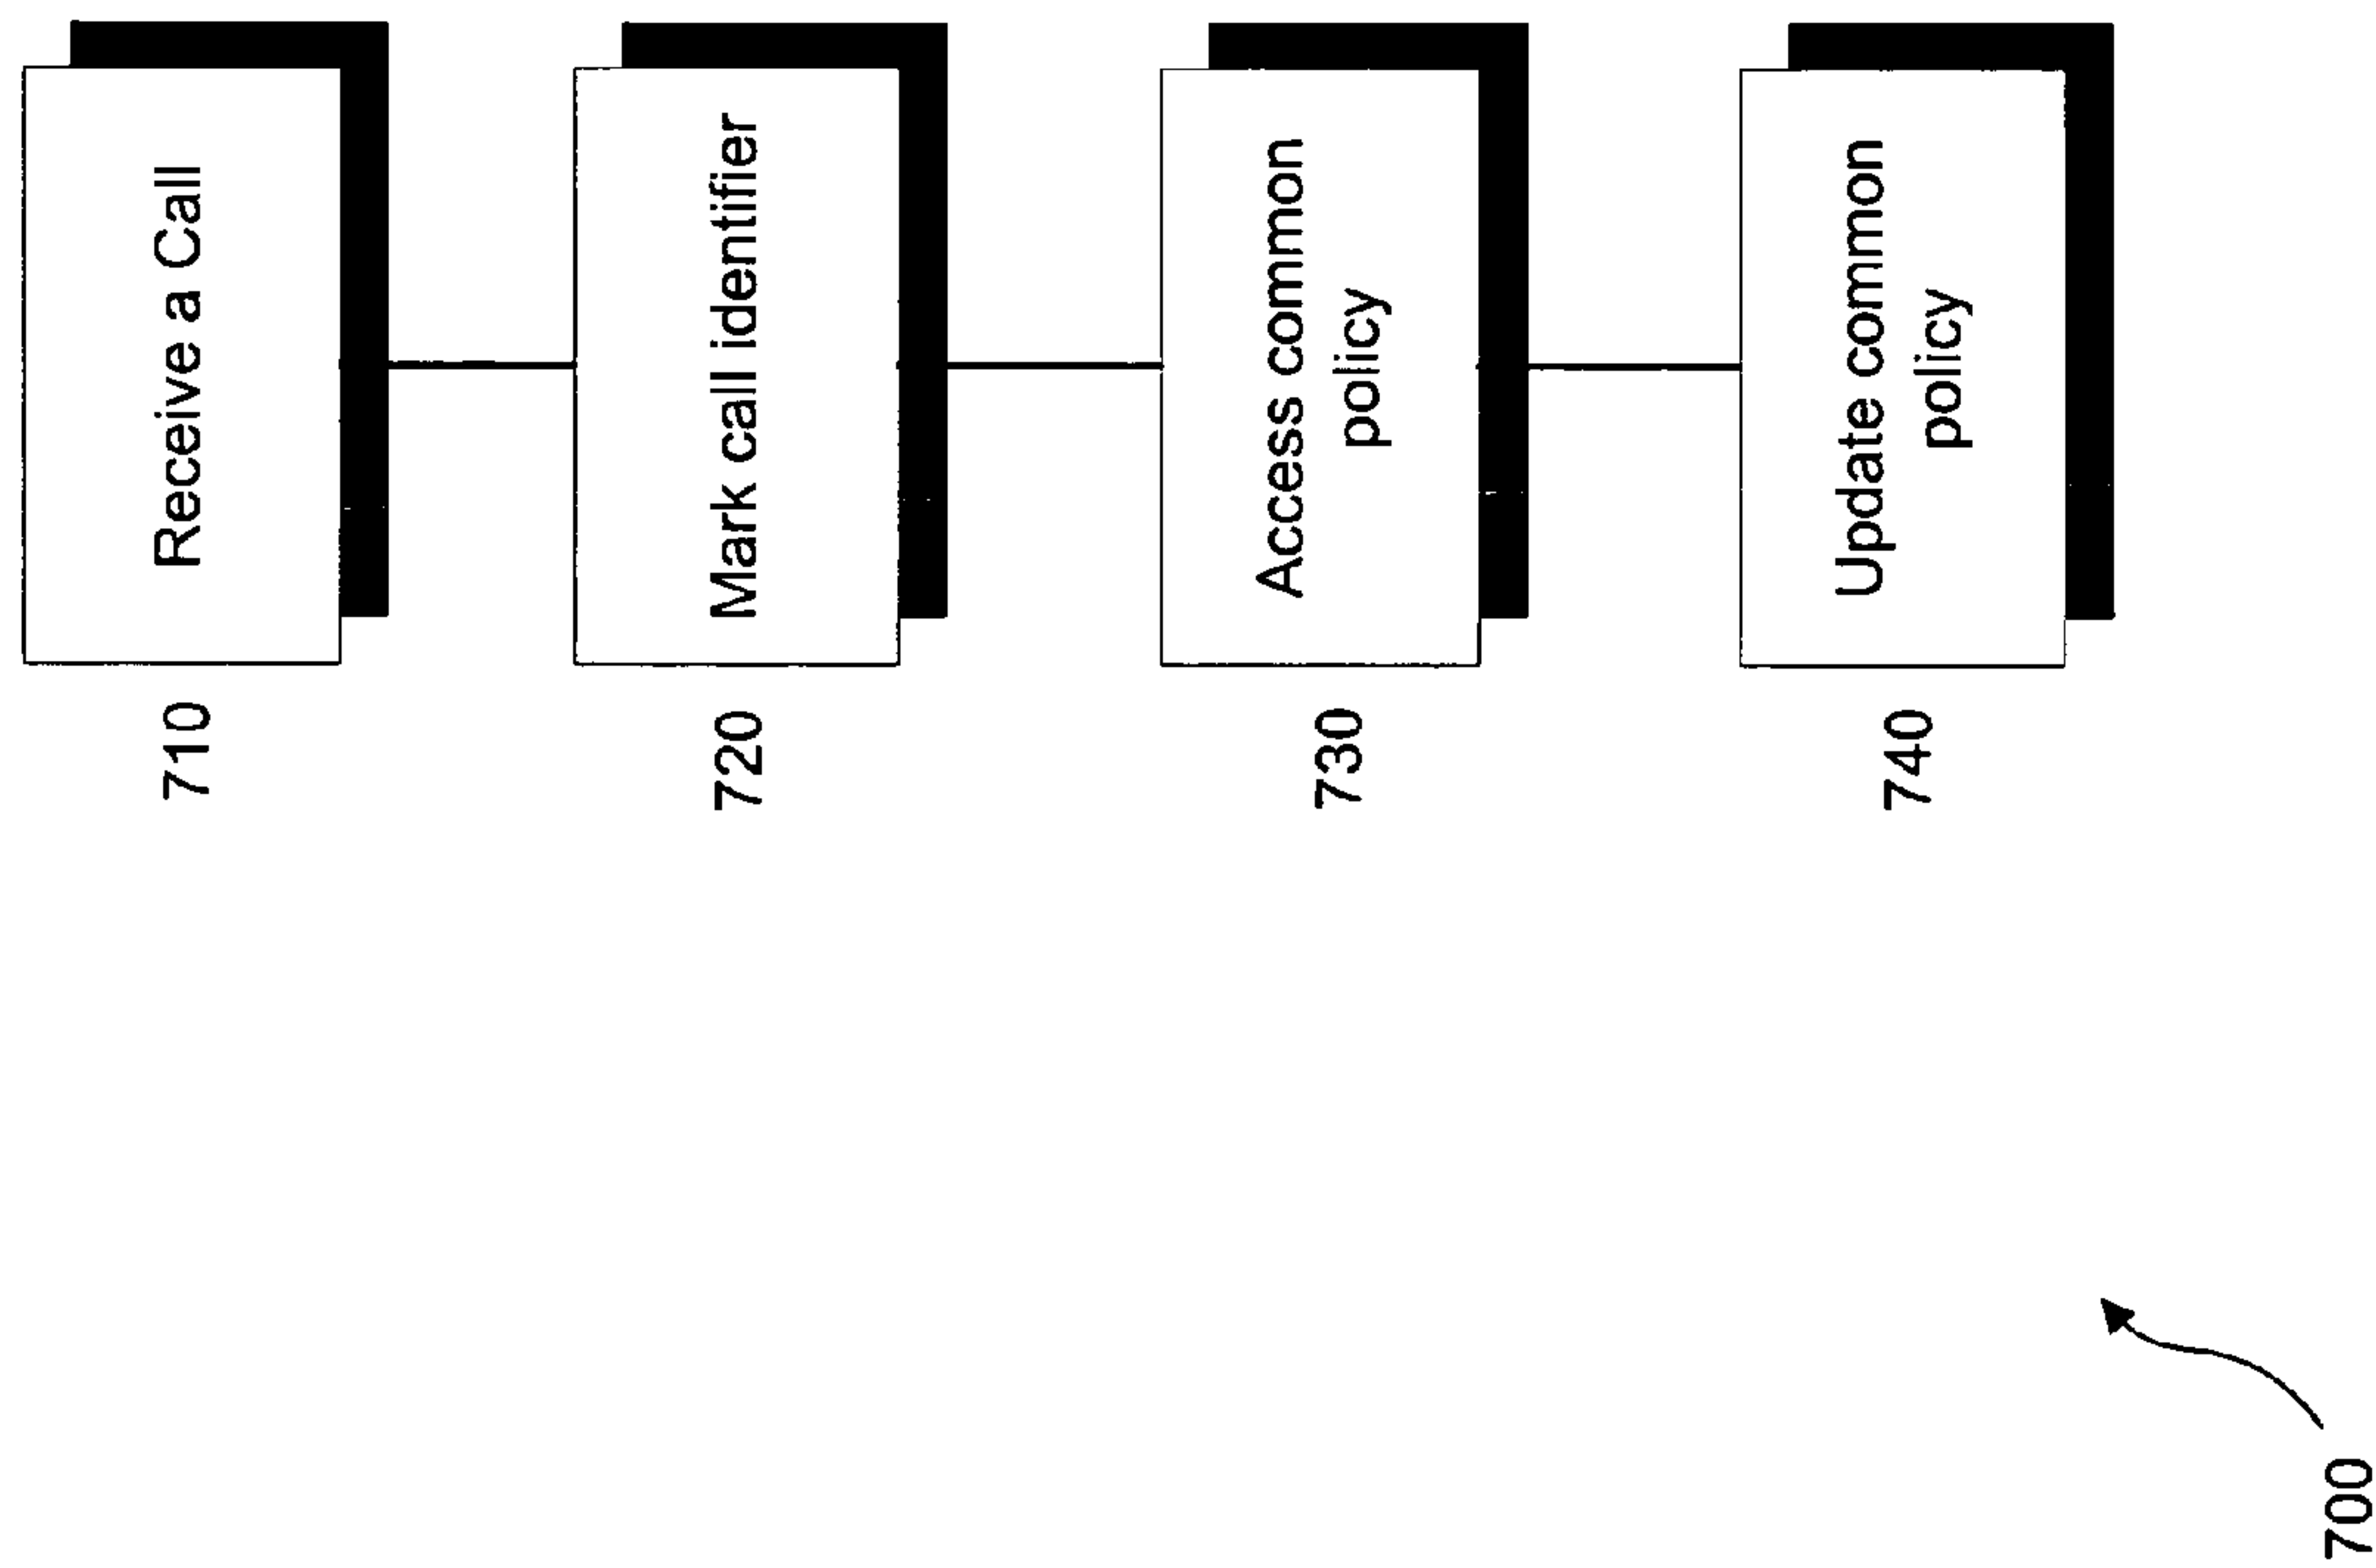 710
Receive a Call
720
Mark call identifier
730
Access common
policy
740
Update common
policy
700